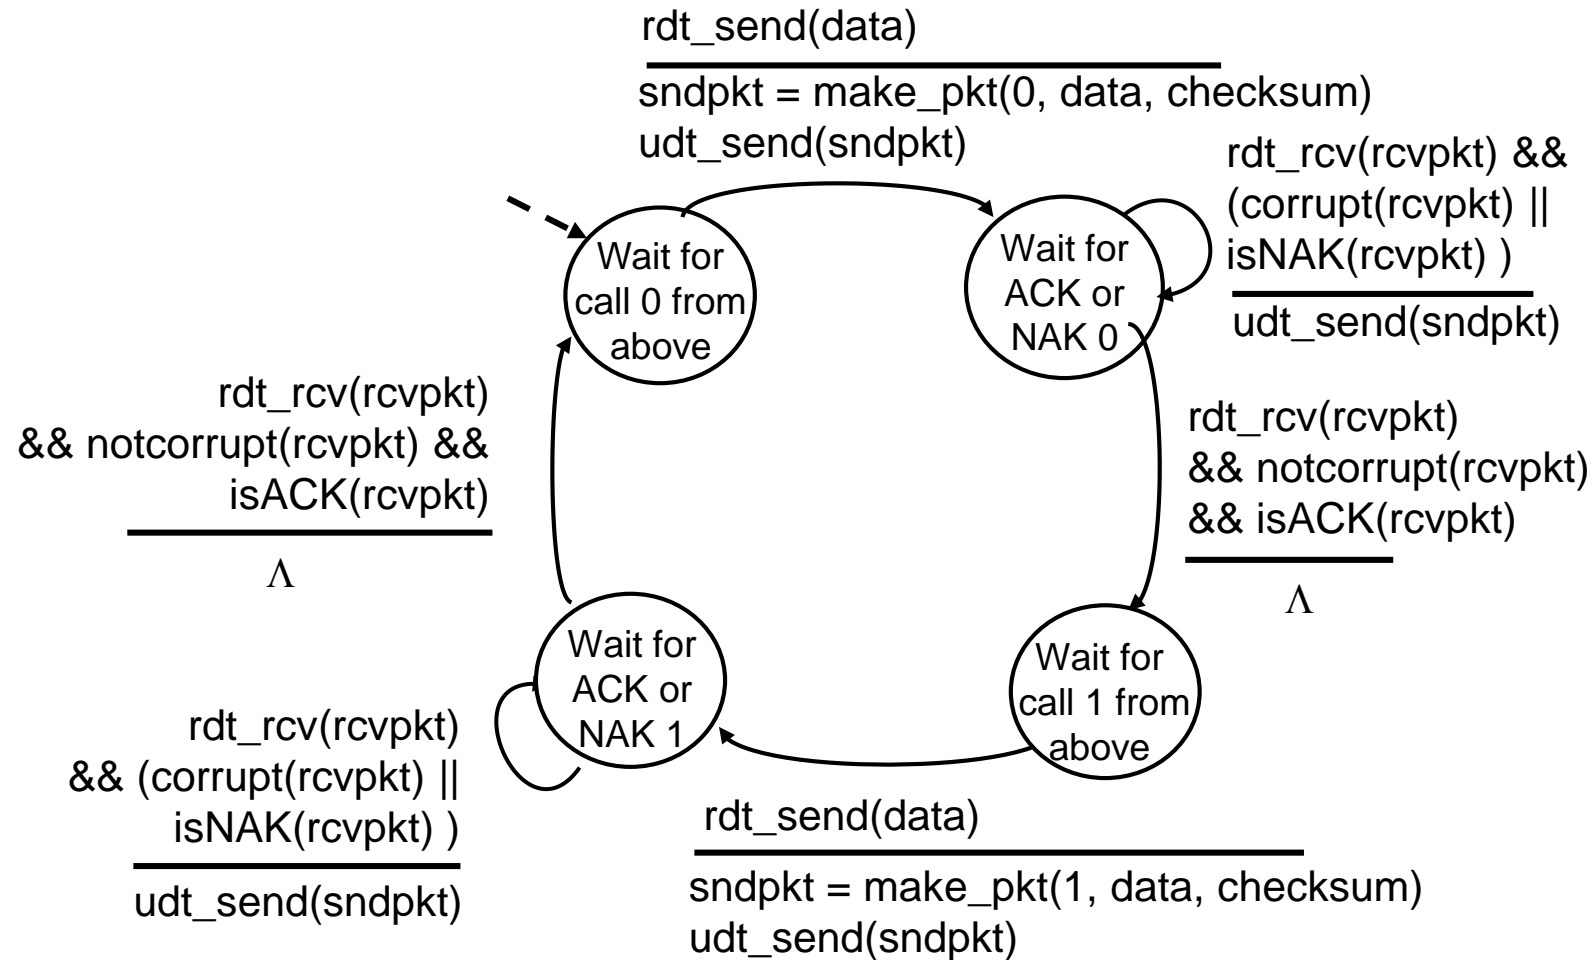 rdt_send(data)
sndpkt = make_pkt(0, data, checksum)
udt_send(sndpkt)
rdt_rcv(rcvpkt) &&
(corrupt(rcvpkt) ||
isNAK(rcvpkt) )
udt_send(sndpkt)
Wait for
call 0 from
above
Wait for
ACK or
NAK 0
rdt_rcv(rcvpkt)
&& notcorrupt(rcvpkt) &&
isACK(rcvpkt)
Λ
rdt_rcv(rcvpkt)
&& notcorrupt(rcvpkt)
&& isACK(rcvpkt)
Λ
Wait for
ACK or
NAK 1
Wait for
call 1 from
above
rdt_rcv(rcvpkt)
&& (corrupt(rcvpkt) ||
isNAK(rcvpkt) )
udt_send(sndpkt)
rdt_send(data)
sndpkt = make_pkt(1, data, checksum)
udt_send(sndpkt)